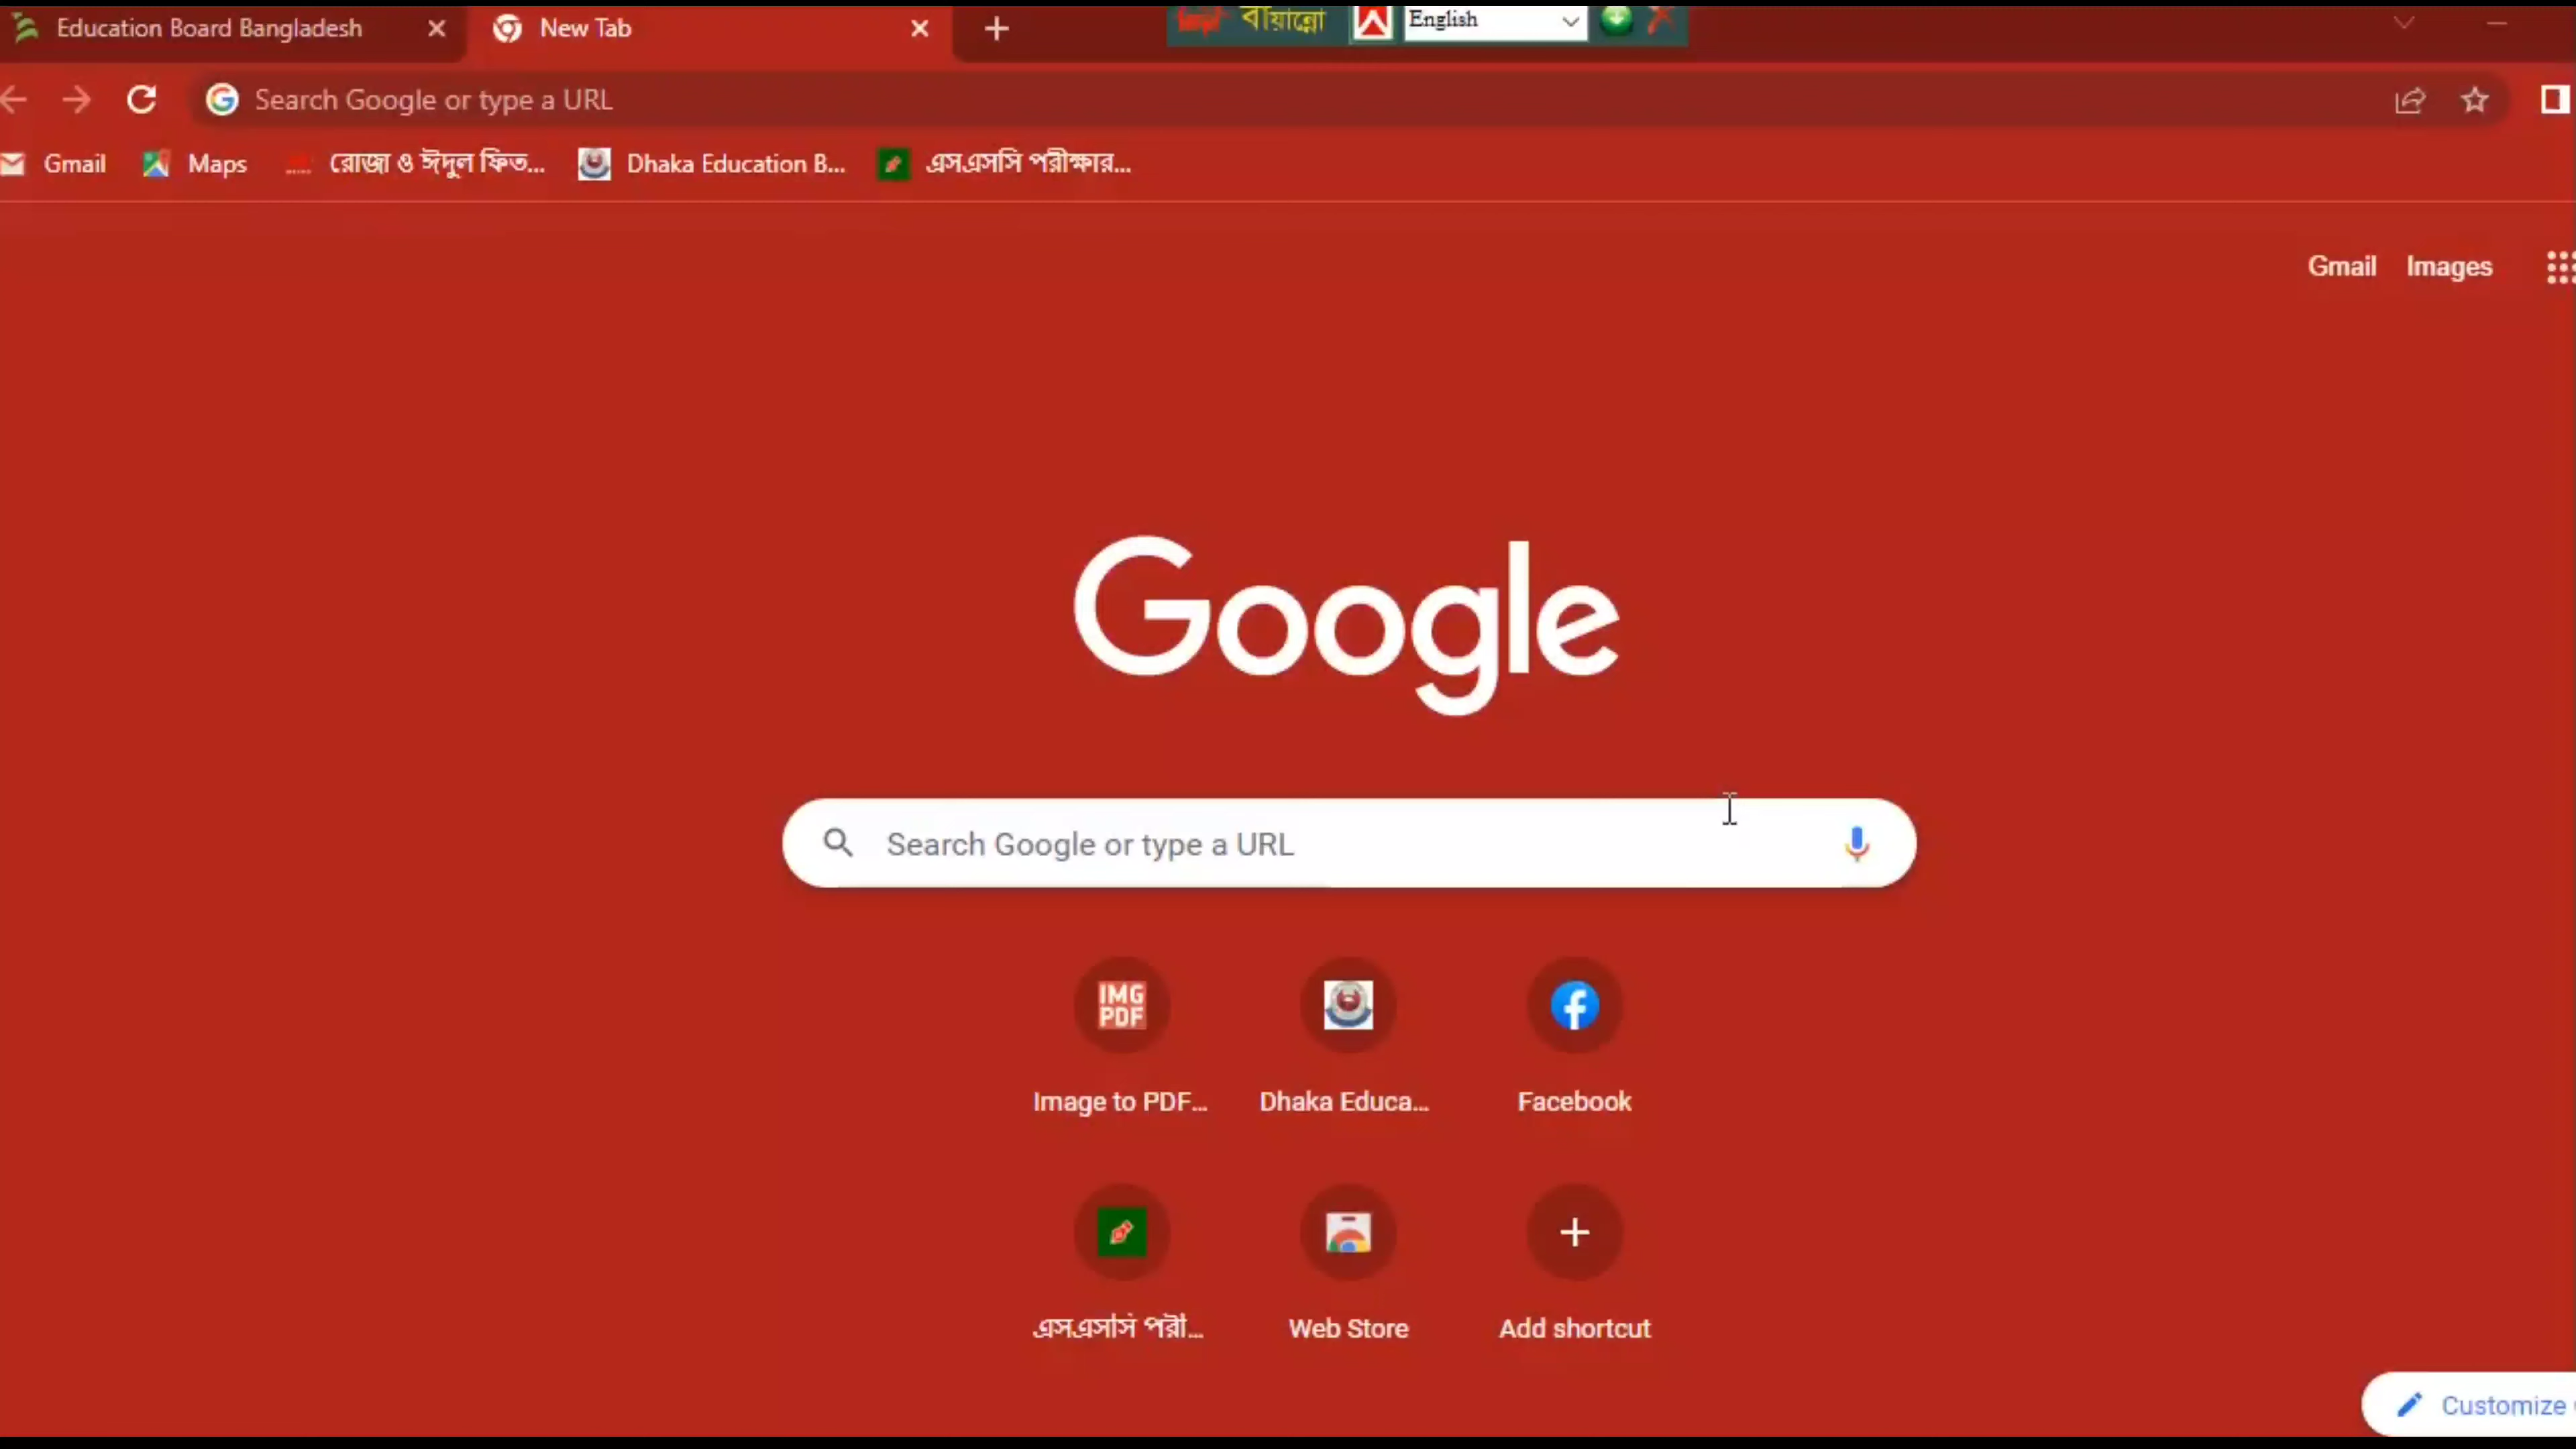 Education Board Bangladesh
New Tab
বায়ান্নো
English
Search Google or type a URL
Gmail
Maps
রোজা ও ঈদুল ফিত...
Dhaka Education B...
এসএসসি পরীক্ষার...
Gmail
Images
Google
Search Google or type a URL
IMG
PDF
Image to PDF...
Dhaka Educa...
Facebook
এসএসসি পরী...
Web Store
Add shortcut
Customize